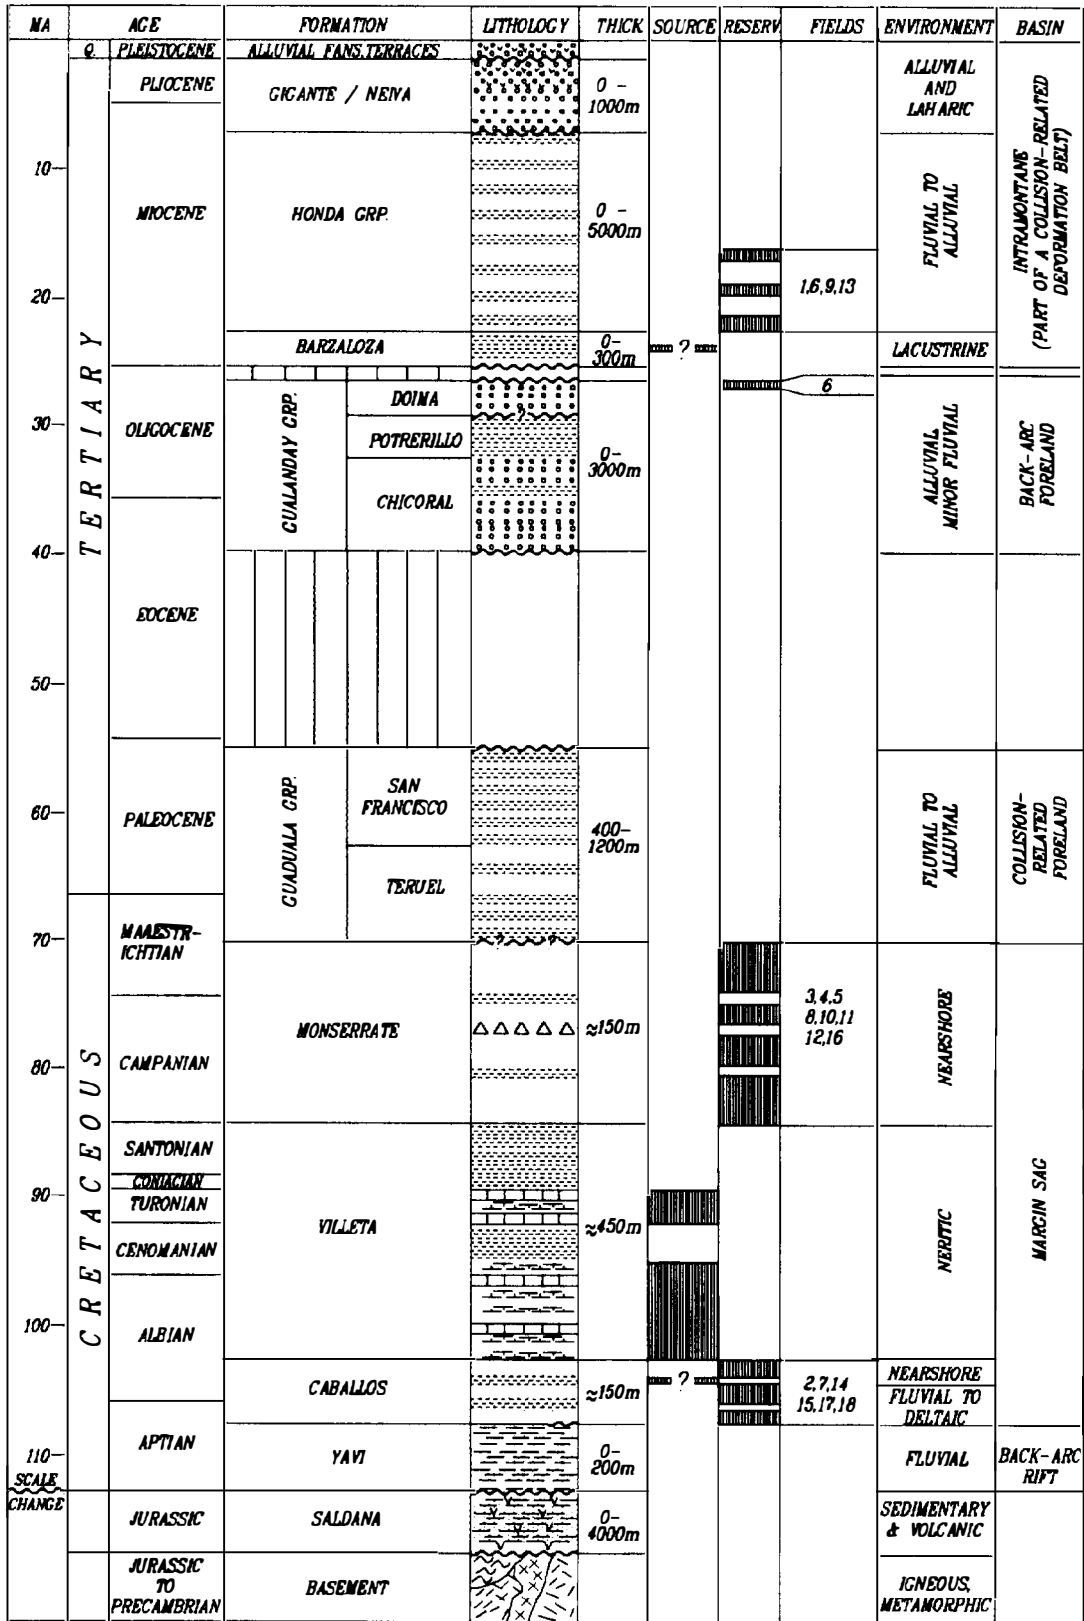 MA AGE FORMATION LITHOLOGY THICK SOURCE RESERV. FIELDS ENVIRONMENT BASIN
Q. PLEISTOCENE ALLUVIAL FANS, TERRACES
PLIOCENE
GIGANTE / NEIVA
0 -
1000m
ALLUVIAL
AND
LAHARIC
10
MIOCENE
HONDA GRP.
0 -
5000m
FLUVIAL TO
ALLUVIAL
INTRAMONTANE
(PART OF A COLLISION-RELATED
DEFORMATION BELT)
20
1,6,9,13
TERTIARY
BARZALOZA
0-
300m
?
LACUSTRINE
30
OLIGOCENE
GUALANDAY GRP.
DOIMA
?
POTRERILLO
CHICORAL
0-
3000m
6
ALLUVIAL
MINOR FLUVIAL
BACK-ARC
FORELAND
40
EOCENE
50
60
PALEOCENE
GUADUALA GRP.
SAN
FRANCISCO
TERUEL
400-
1200m
FLUVIAL TO
ALLUVIAL
COLLISION-
RELATED
FORELAND
70
CRETACEOUS
MAAESTR-
ICHTIAN
? ?
MONSERRATE
≈150m
3,4,5
8,10,11
12,16
NEARSHORE
80
CAMPANIAN
SANTONIAN
CONIACIAN
90
TURONIAN
CENOMANIAN
VILLETA
≈450m
NERITIC
MARGIN SAG
100
ALBIAN
CABALLOS
≈150m
?
2,7,14
15,17,18
NEARSHORE
FLUVIAL TO
DELTAIC
110
APTIAN
YAVI
0-
200m
FLUVIAL
BACK-ARC
RIFT
SCALE
CHANGE
JURASSIC
SALDANA
0-
4000m
SEDIMENTARY
& VOLCANIC
JURASSIC
TO
PRECAMBRIAN
BASEMENT
IGNEOUS,
METAMORPHIC